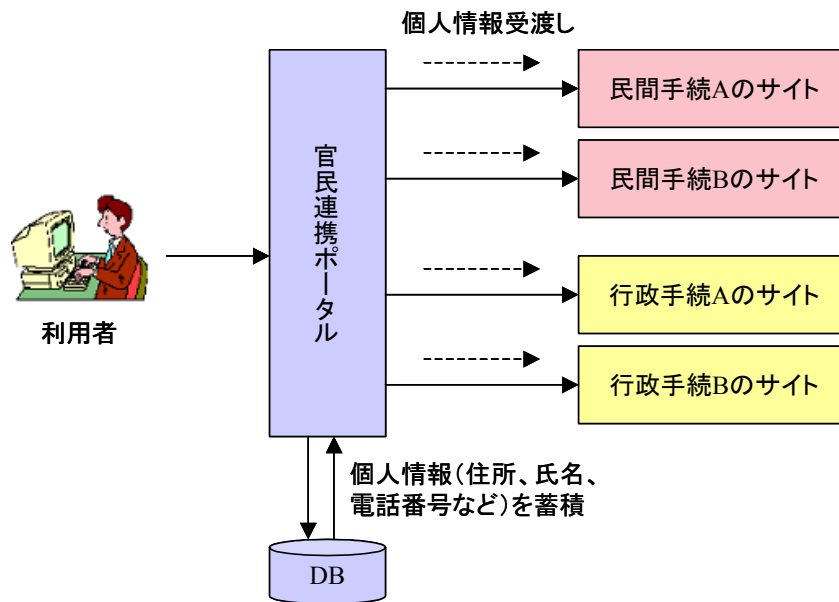 個人情報受渡し
民間手続Aのサイト
民間手続Bのサイト
官民連携ポータル
利用者
行政手続Aのサイト
行政手続Bのサイト
個人情報（住所、氏名、
電話番号など）を蓄積
DB